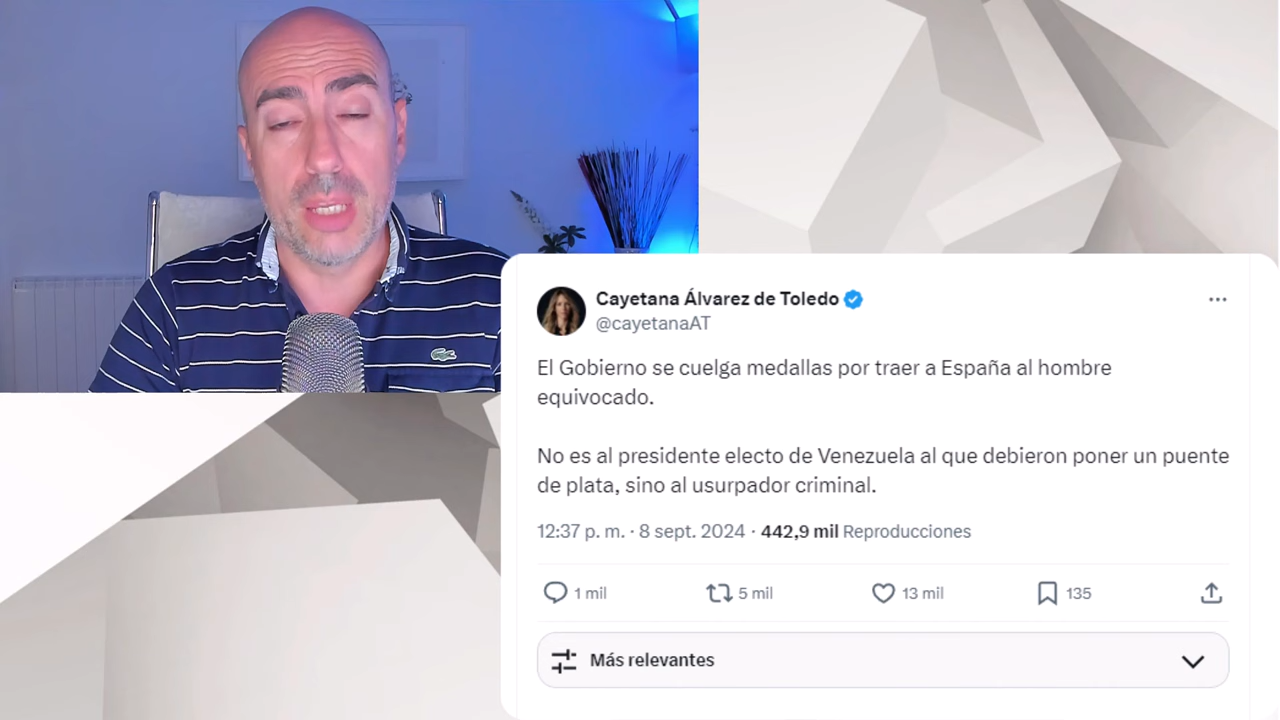 Cayetana Álvarez de Toledo
@cayetanaAT
El Gobierno se cuelga medallas por traer a España al hombre
equivocado.
No es al presidente electo de Venezuela al que debieron poner un puente
de plata, sino al usurpador criminal.
12:37 p. m. · 8 sept. 2024 · 442,9 mil Reproducciones
1 mil
5 mil
13 mil
135
Más relevantes